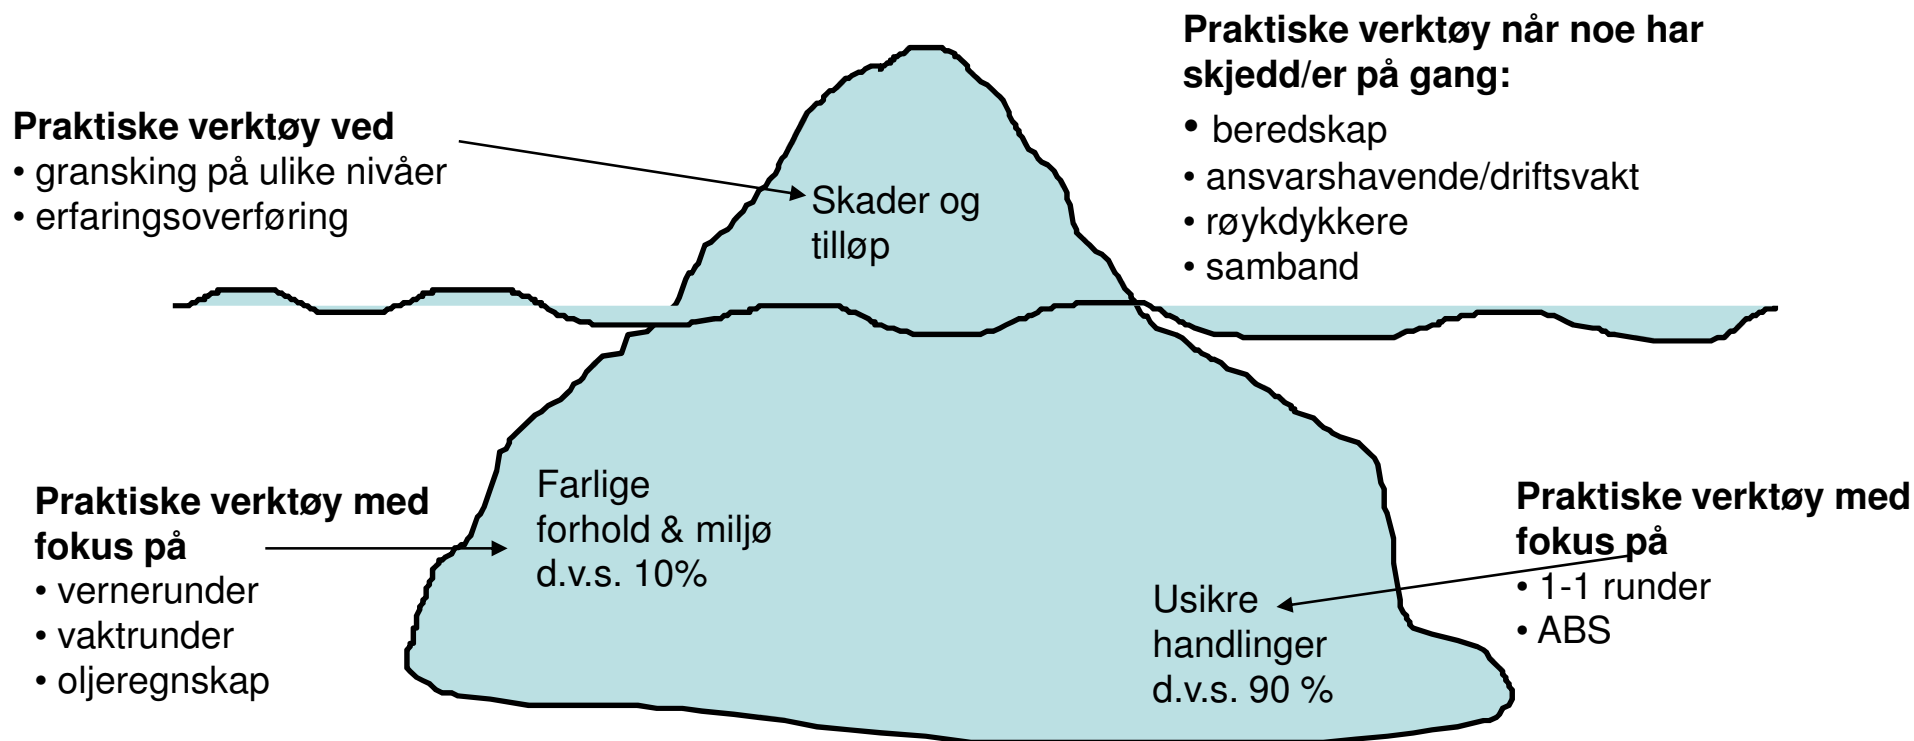 Praktiske verktøy når noe har
skjedd/er på gang:
• beredskap
• ansvarshavende/driftsvakt
• røykdykkere
• samband
Praktiske verktøy ved
• gransking på ulike nivåer
• erfaringsoverføring
Skader og
tilløp
Praktiske verktøy med
fokus på
• vernerunder
• vaktrunder
• oljeregnskap
Farlige
forhold & miljø
d.v.s. 10%
Usikre
handlinger
d.v.s. 90 %
Praktiske verktøy med
fokus på
• 1-1 runder
• ABS